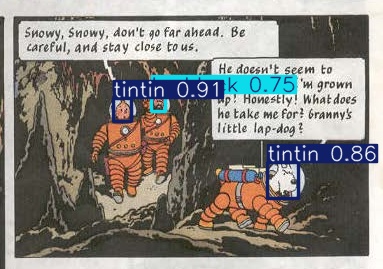 Snowy, Snowy, don't go far ahead. Be
careful, and stay close to us.
He doesn't seem to
k 0.75 'm grown
tintin 0.91
up! Honestly! What does
he take me for? Granny's
little lap-dog?
tintin 0.86